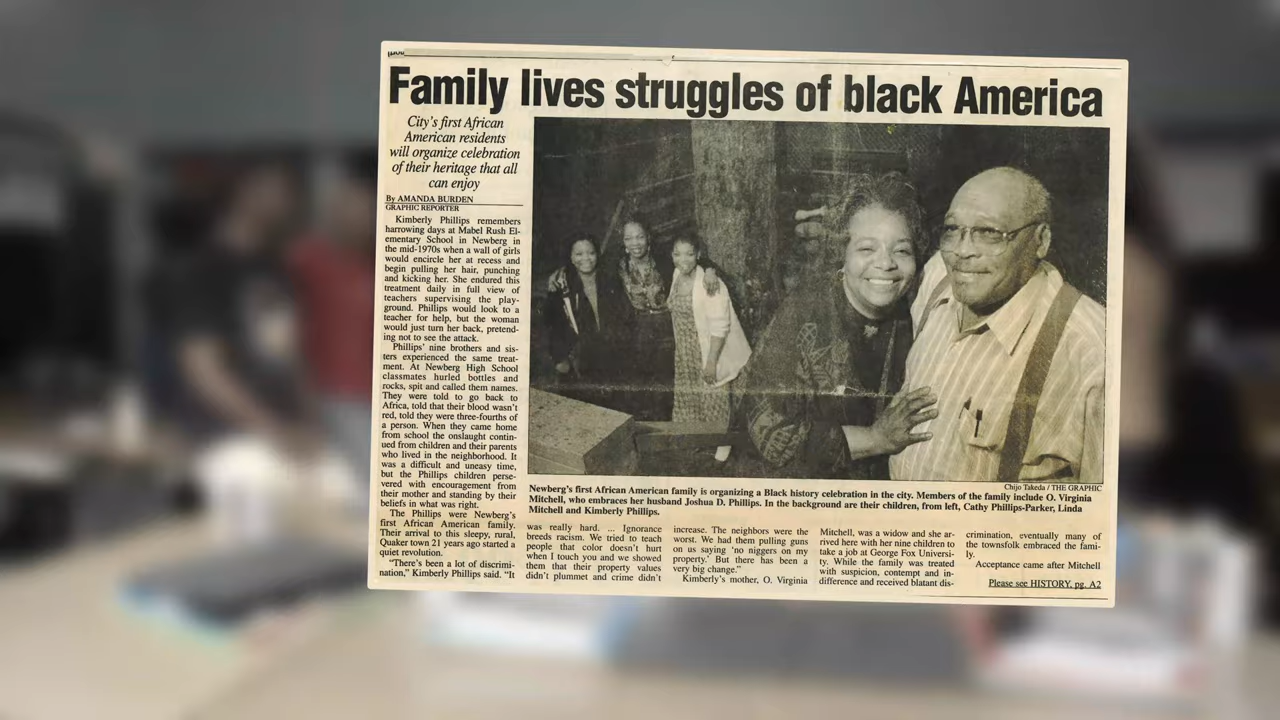 Family lives struggles of black America
City's first African
American residents
will organize celebration
of their heritage that all
can enjoy
By AMANDA BURDEN
GRAPHIC REPORTER
Kimberly Phillips remembers
harrowing days at Mabel Rush El-
ementary School in Newberg in
the mid-1970s when a wall of girls
would encircle her at recess and
begin pulling her hair, punching
and kicking her. She endured this
treatment daily in full view of
teachers supervising the play-
ground. Phillips would look to a
teacher for help, but the woman
would just turn her back, pretend-
ing not to see the attack.
Phillips' nine brothers and sis-
ters experienced the same treat-
ment. At Newberg High School
classmates hurled bottles and
rocks, spit and called them names.
They were told to go back to
Africa, told that their blood wasn't
red, told they were three-fourths of
a person. When they came home
from school the onslaught contin-
ued from children and their parents
who lived in the neighborhood. It
was a difficult and uneasy time,
but the Phillips children perse-
vered with encouragement from
their mother and standing by their
beliefs in what was right.
The Phillips were Newberg's
first African American family.
Their arrival to this sleepy, rural,
Quaker town 21 years ago started a
quiet revolution.
"There's been a lot of discrimi-
nation," Kimberly Phillips said. "It
Chijo Takeda / THE GRAPHIC
Newberg's first African American family is organizing a Black history celebration in the city. Members of the family include O. Virginia
Mitchell, who embraces her husband Joshua D. Phillips. In the background are their children, from left, Cathy Phillips-Parker, Linda
Mitchell and Kimberly Phillips.
was really hard. ... Ignorance
breeds racism. We tried to teach
people that color doesn't hurt
when I touch you and we showed
them that their property values
didn't plummet and crime didn't
increase. The neighbors were the
worst. We had them pulling guns
on us saying 'no niggers on my
property.' But there has been a
very big change."
Kimberly's mother, O. Virginia
Mitchell, was a widow and she ar-
rived here with her nine children to
take a job at George Fox Universi-
ty. While the family was treated
with suspicion, contempt and in-
difference and received blatant dis-
crimination, eventually many of
the townsfolk embraced the fami-
ly.
Acceptance came after Mitchell
Please see HISTORY, pg. A2